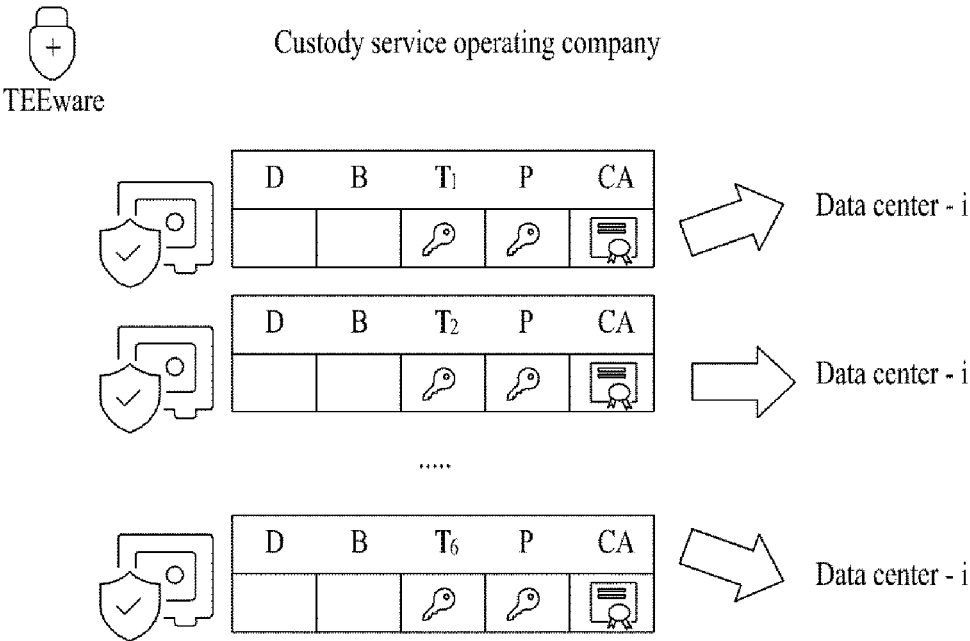 Custody service operating company
TEEware
D B T1 P CA
Data center - i
D B T2 P CA
Data center - i
.....
D B T6 P CA
Data center - i